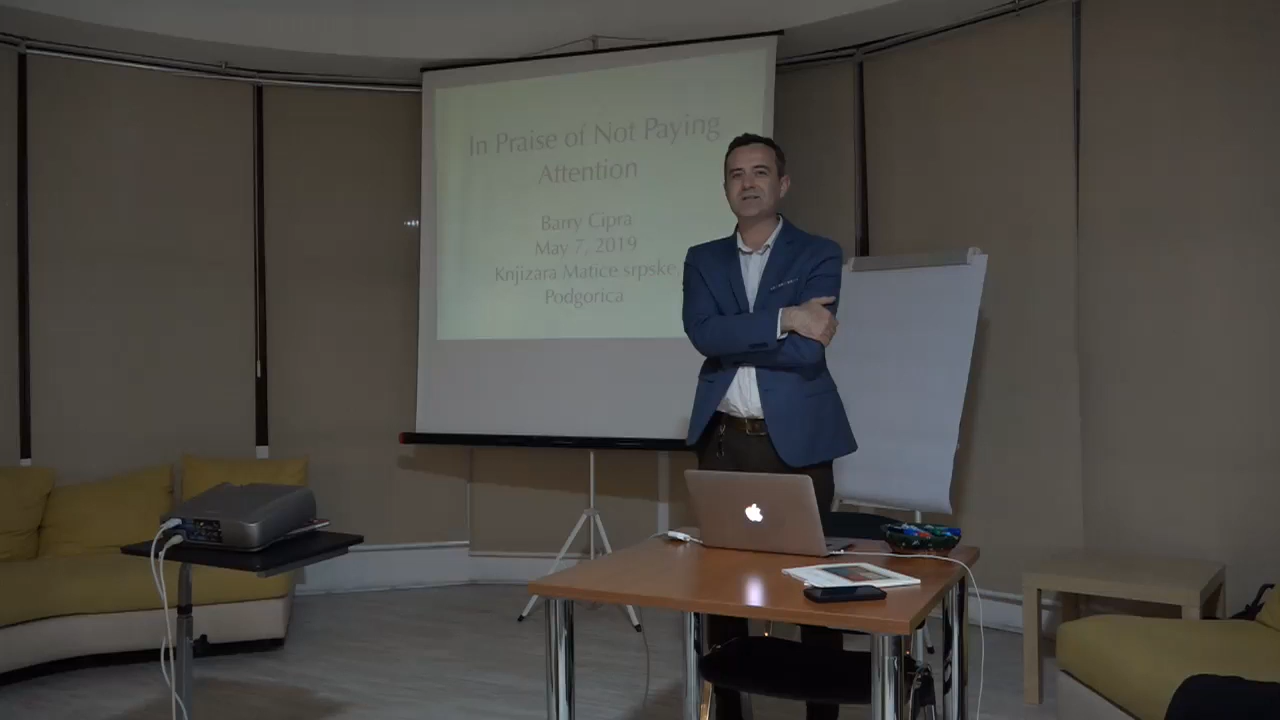 In Praise of Not Paying
Attention
Barry Cipra
May 7, 2019
Knjizara Matice srpske,
Podgorica